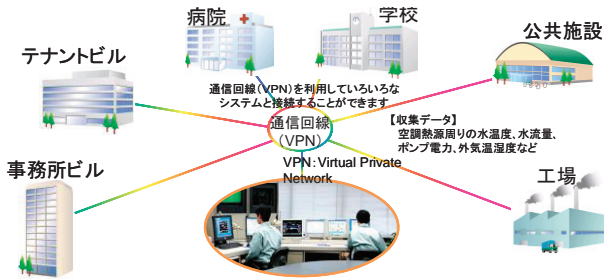 病院
学校
公共施設
テナントビル
通信回線(VPN)を利用していろいろな
システムと接続することができます
通信回線
(VPN)
【収集データ】
空調熱源周りの水温度、水流量、
ポンプ電力、外気温湿度など
VPN:Virtual Private
Network
事務所ビル
工場